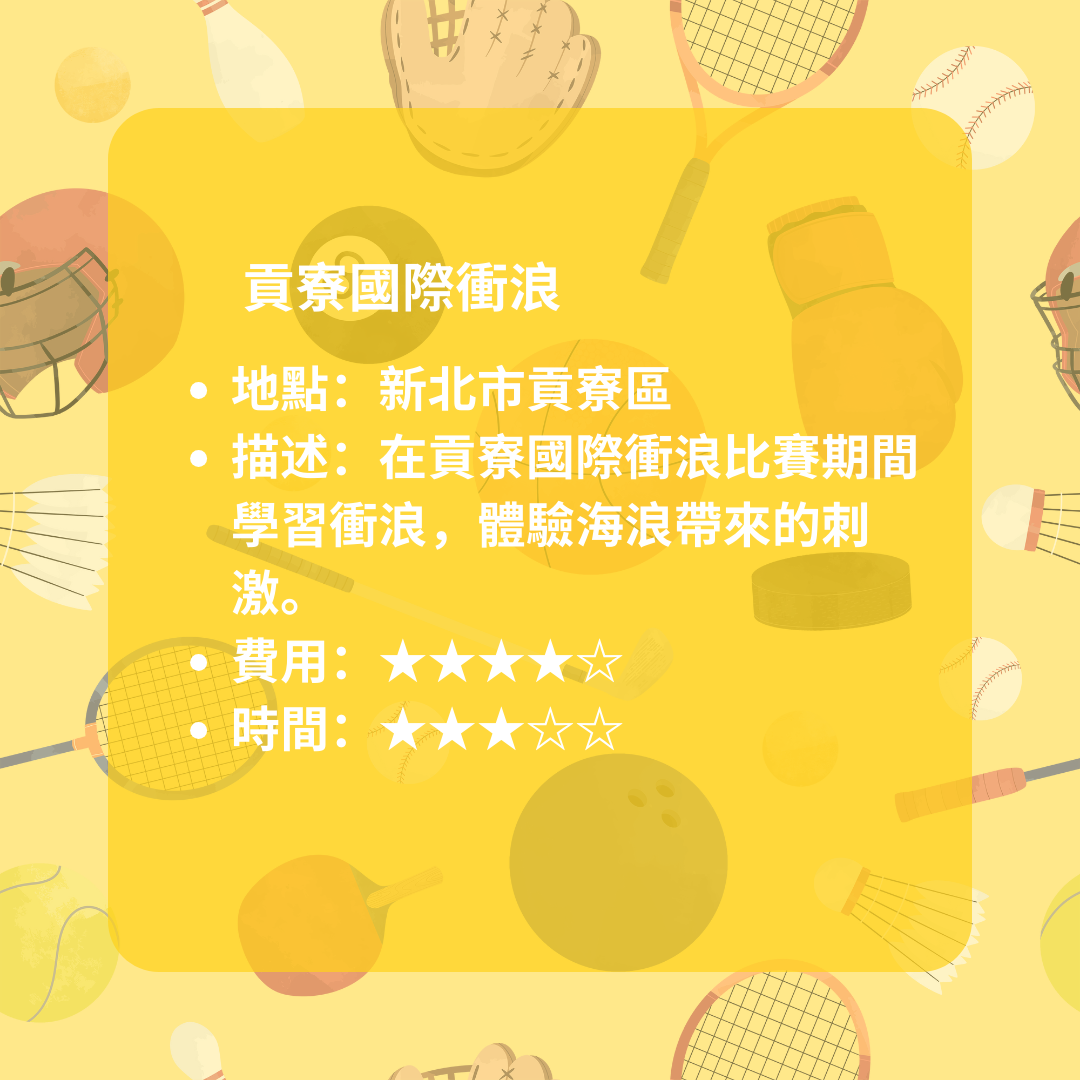 貢寮國際衝浪
• 地點：新北市貢寮區
• 描述：在貢寮國際衝浪比賽期間
學習衝浪，體驗海浪帶來的刺
激。
• 費用：★★★★☆
• 時間：★★★☆☆